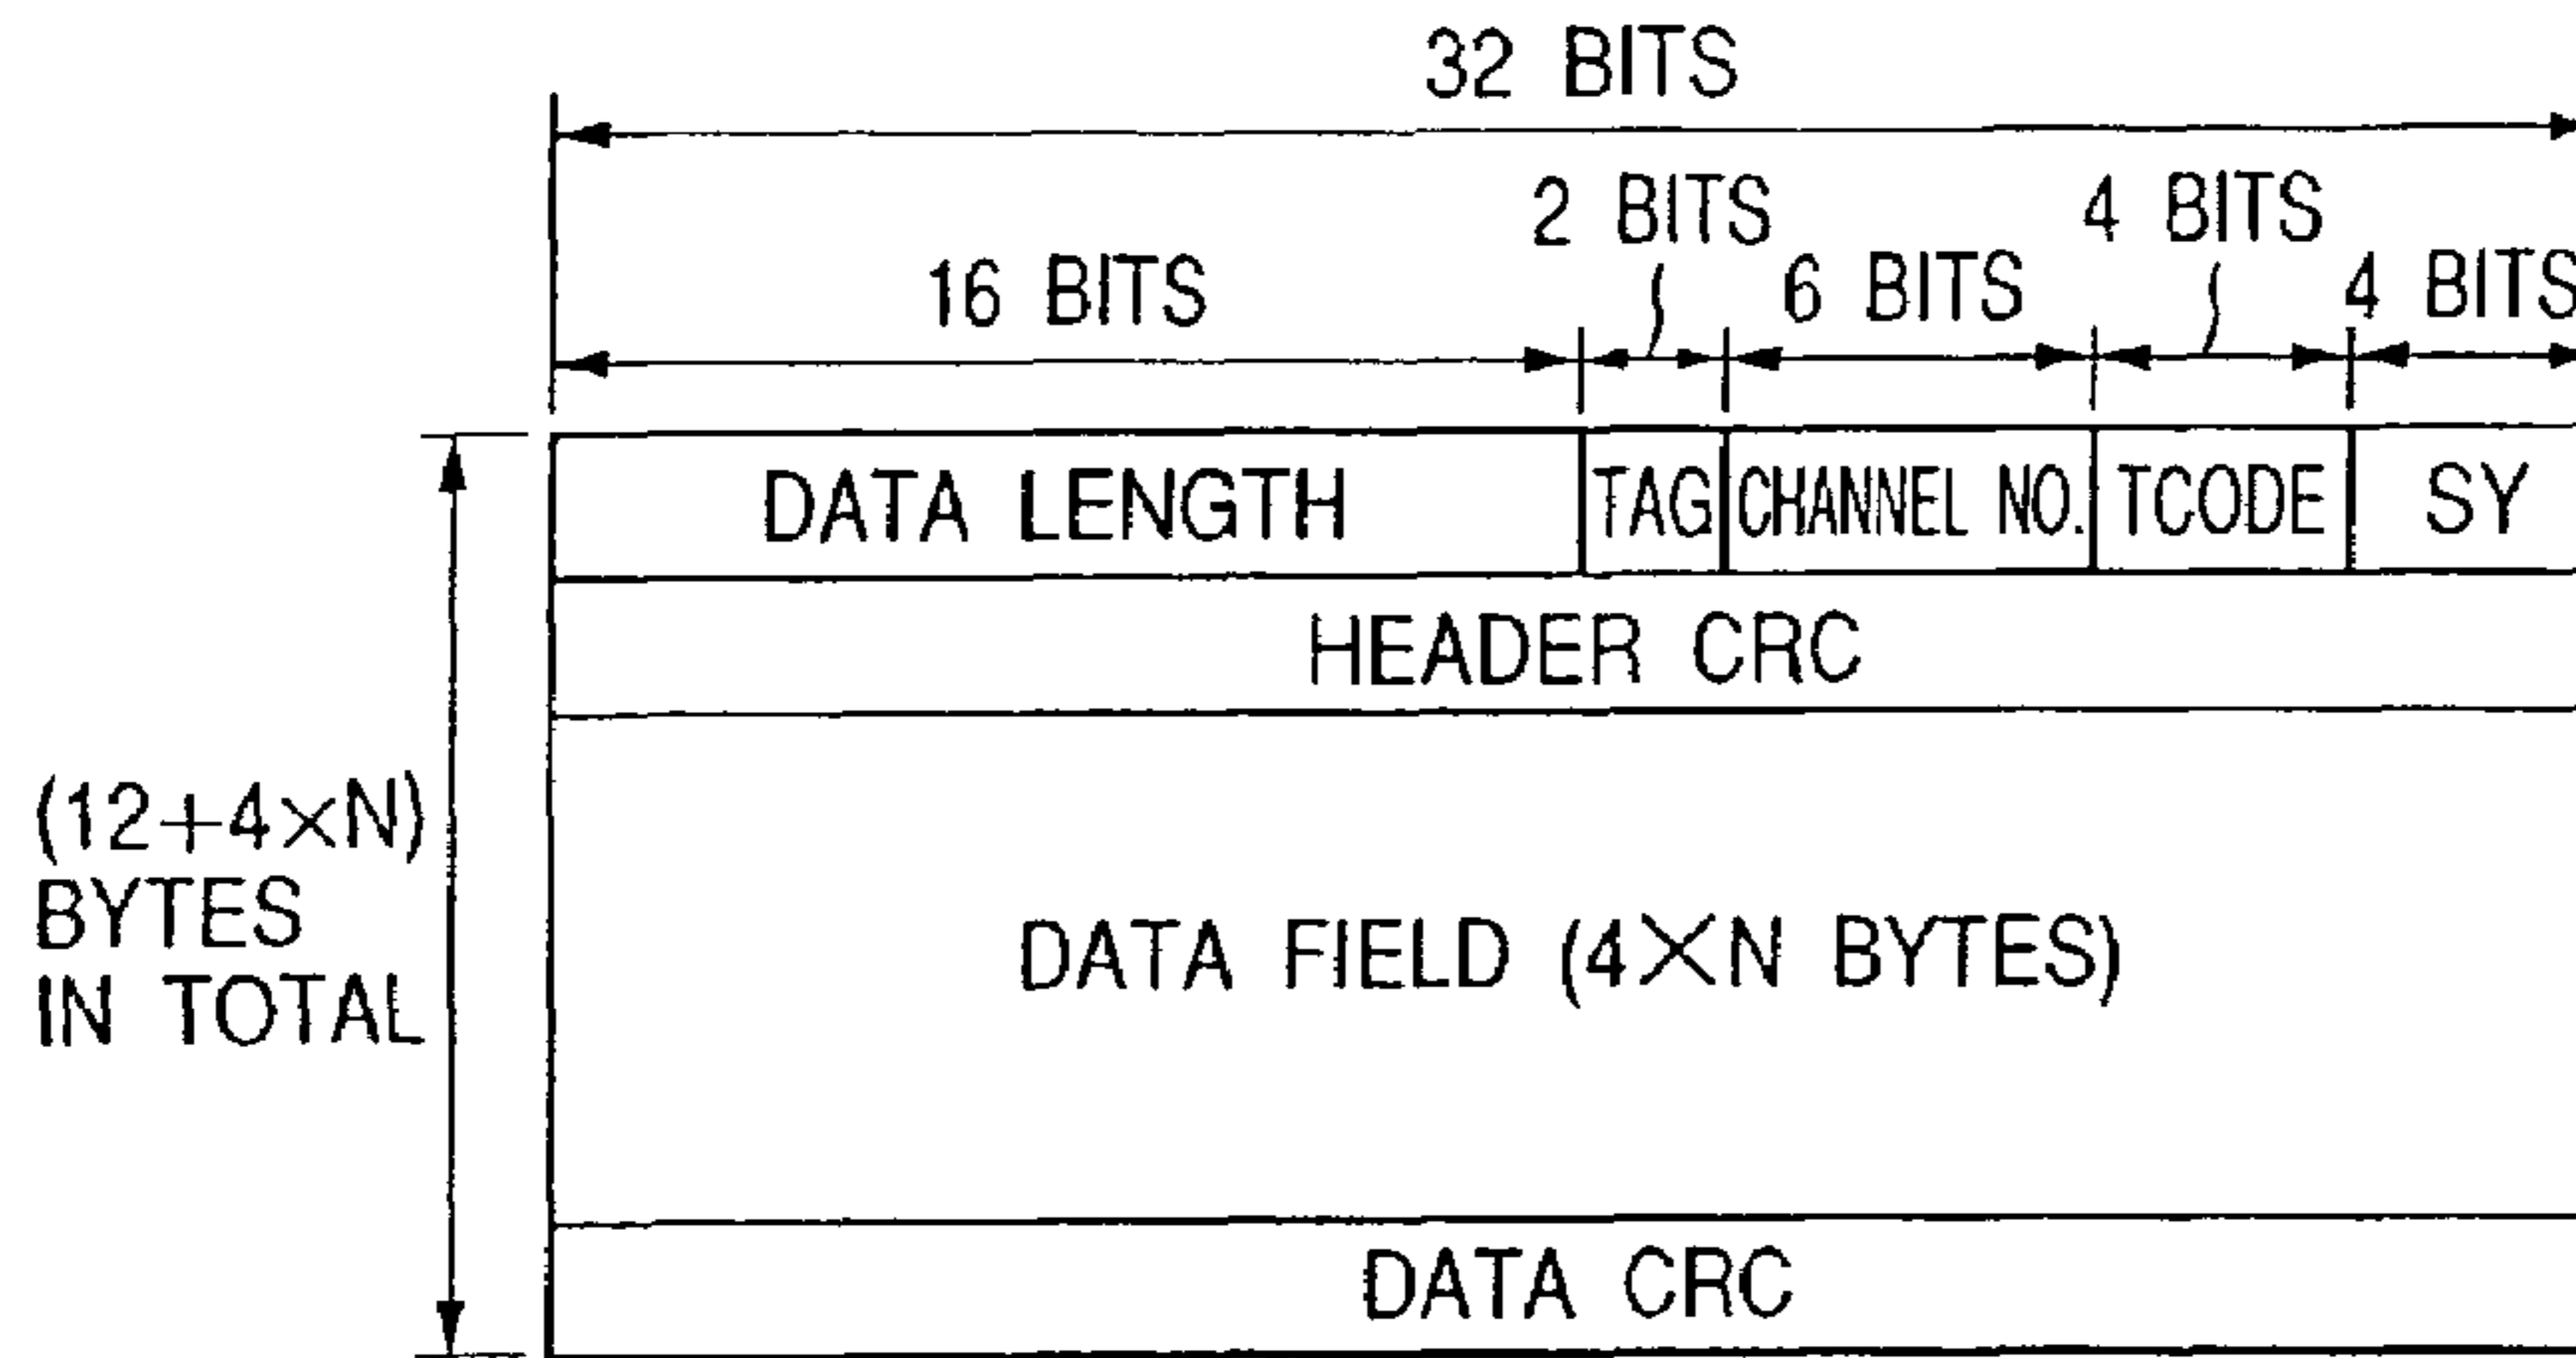 32 BITS
2 BITS
4 BITS
16 BITS
6 BITS
4 BITS
DATA LENGTH
TAG
CHANNEL NO.
TCODE
SY
HEADER CRC
(12+4×N)
BYTES
IN TOTAL
DATA FIELD (4×N BYTES)
DATA CRC